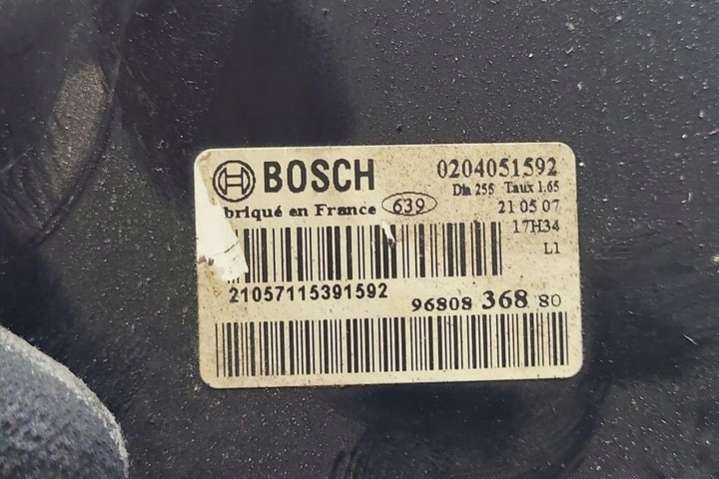 BOSCH 0204051592
Dia 255 Taux 1.65
briqué en France 639 21 05 07
17H34
L1
21057115391592
96808 368 80